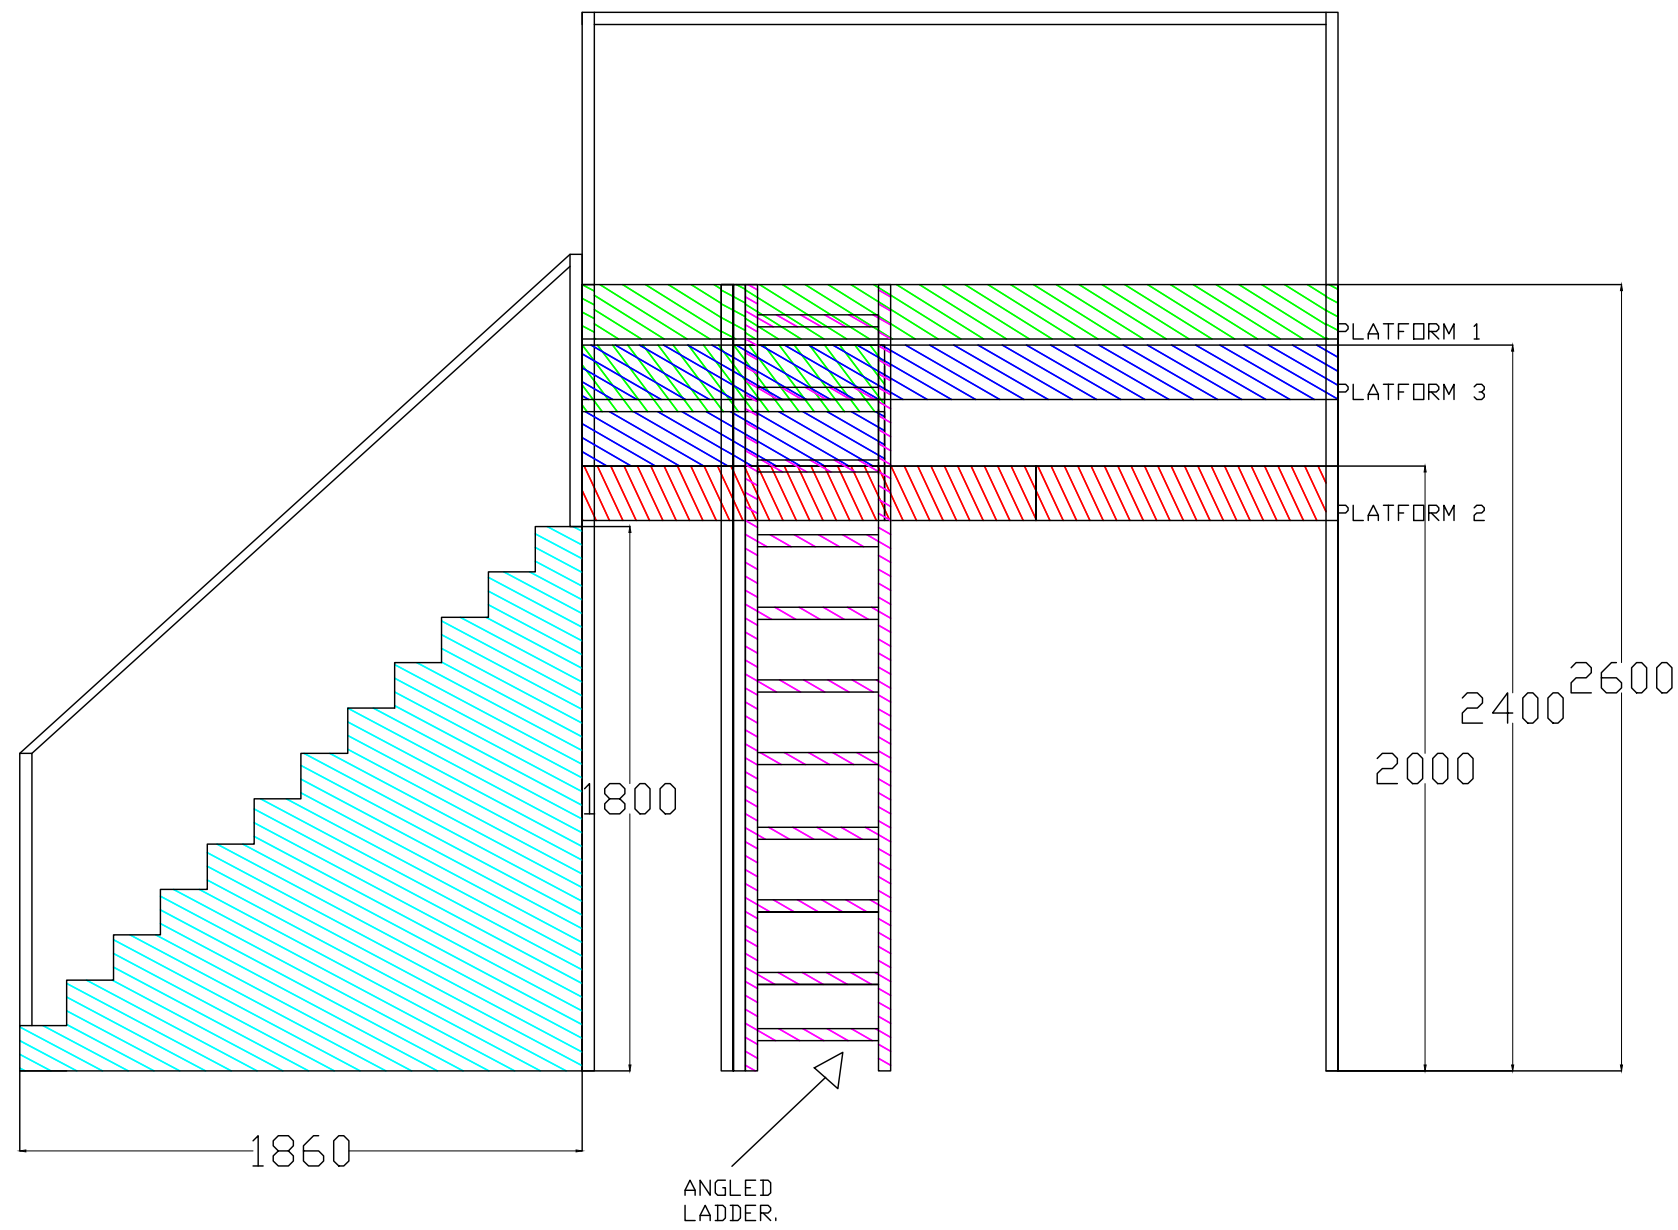 PLATFORM 1
PLATFORM 3
PLATFORM 2
2600
2400
2000
1800
1860
ANGLED
LADDER.